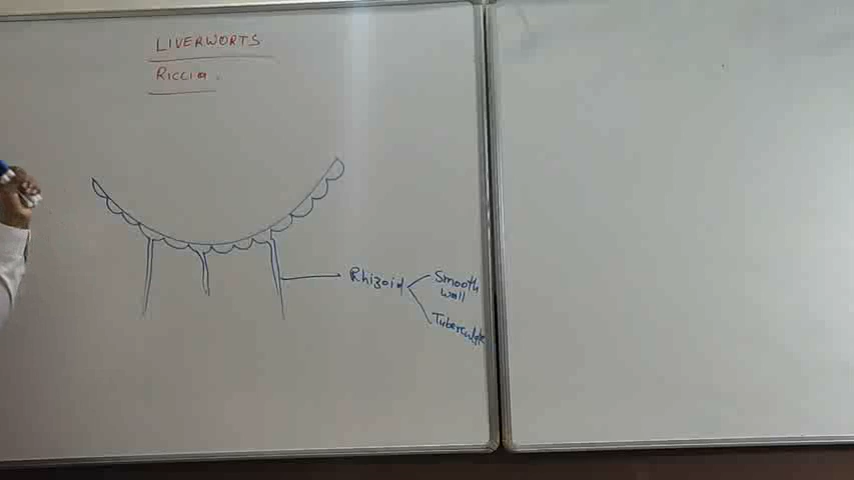 LIVERWORTS
RICCIA.
Rhizoid
Smooth
wall
Tuberculate